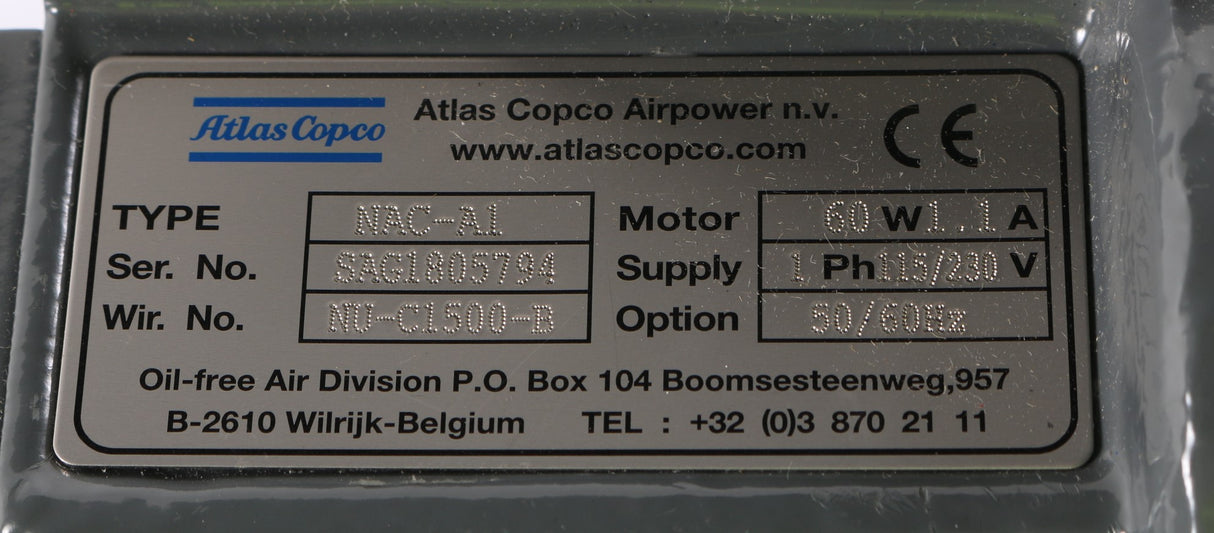 Atlas Copco
Atlas Copco Airpower n.v.
www.atlascopco.com
CE
TYPE NAC-A1
Ser. No. SAG1805794
Wir. No. NU-C1500-B
Motor 60 W 1.1 A
Supply 1 Ph 115/230 V
Option 50/60Hz
Oil-free Air Division P.O. Box 104 Boomsesteenweg,957
B-2610 Wilrijk-Belgium TEL : +32 (0)3 870 21 11